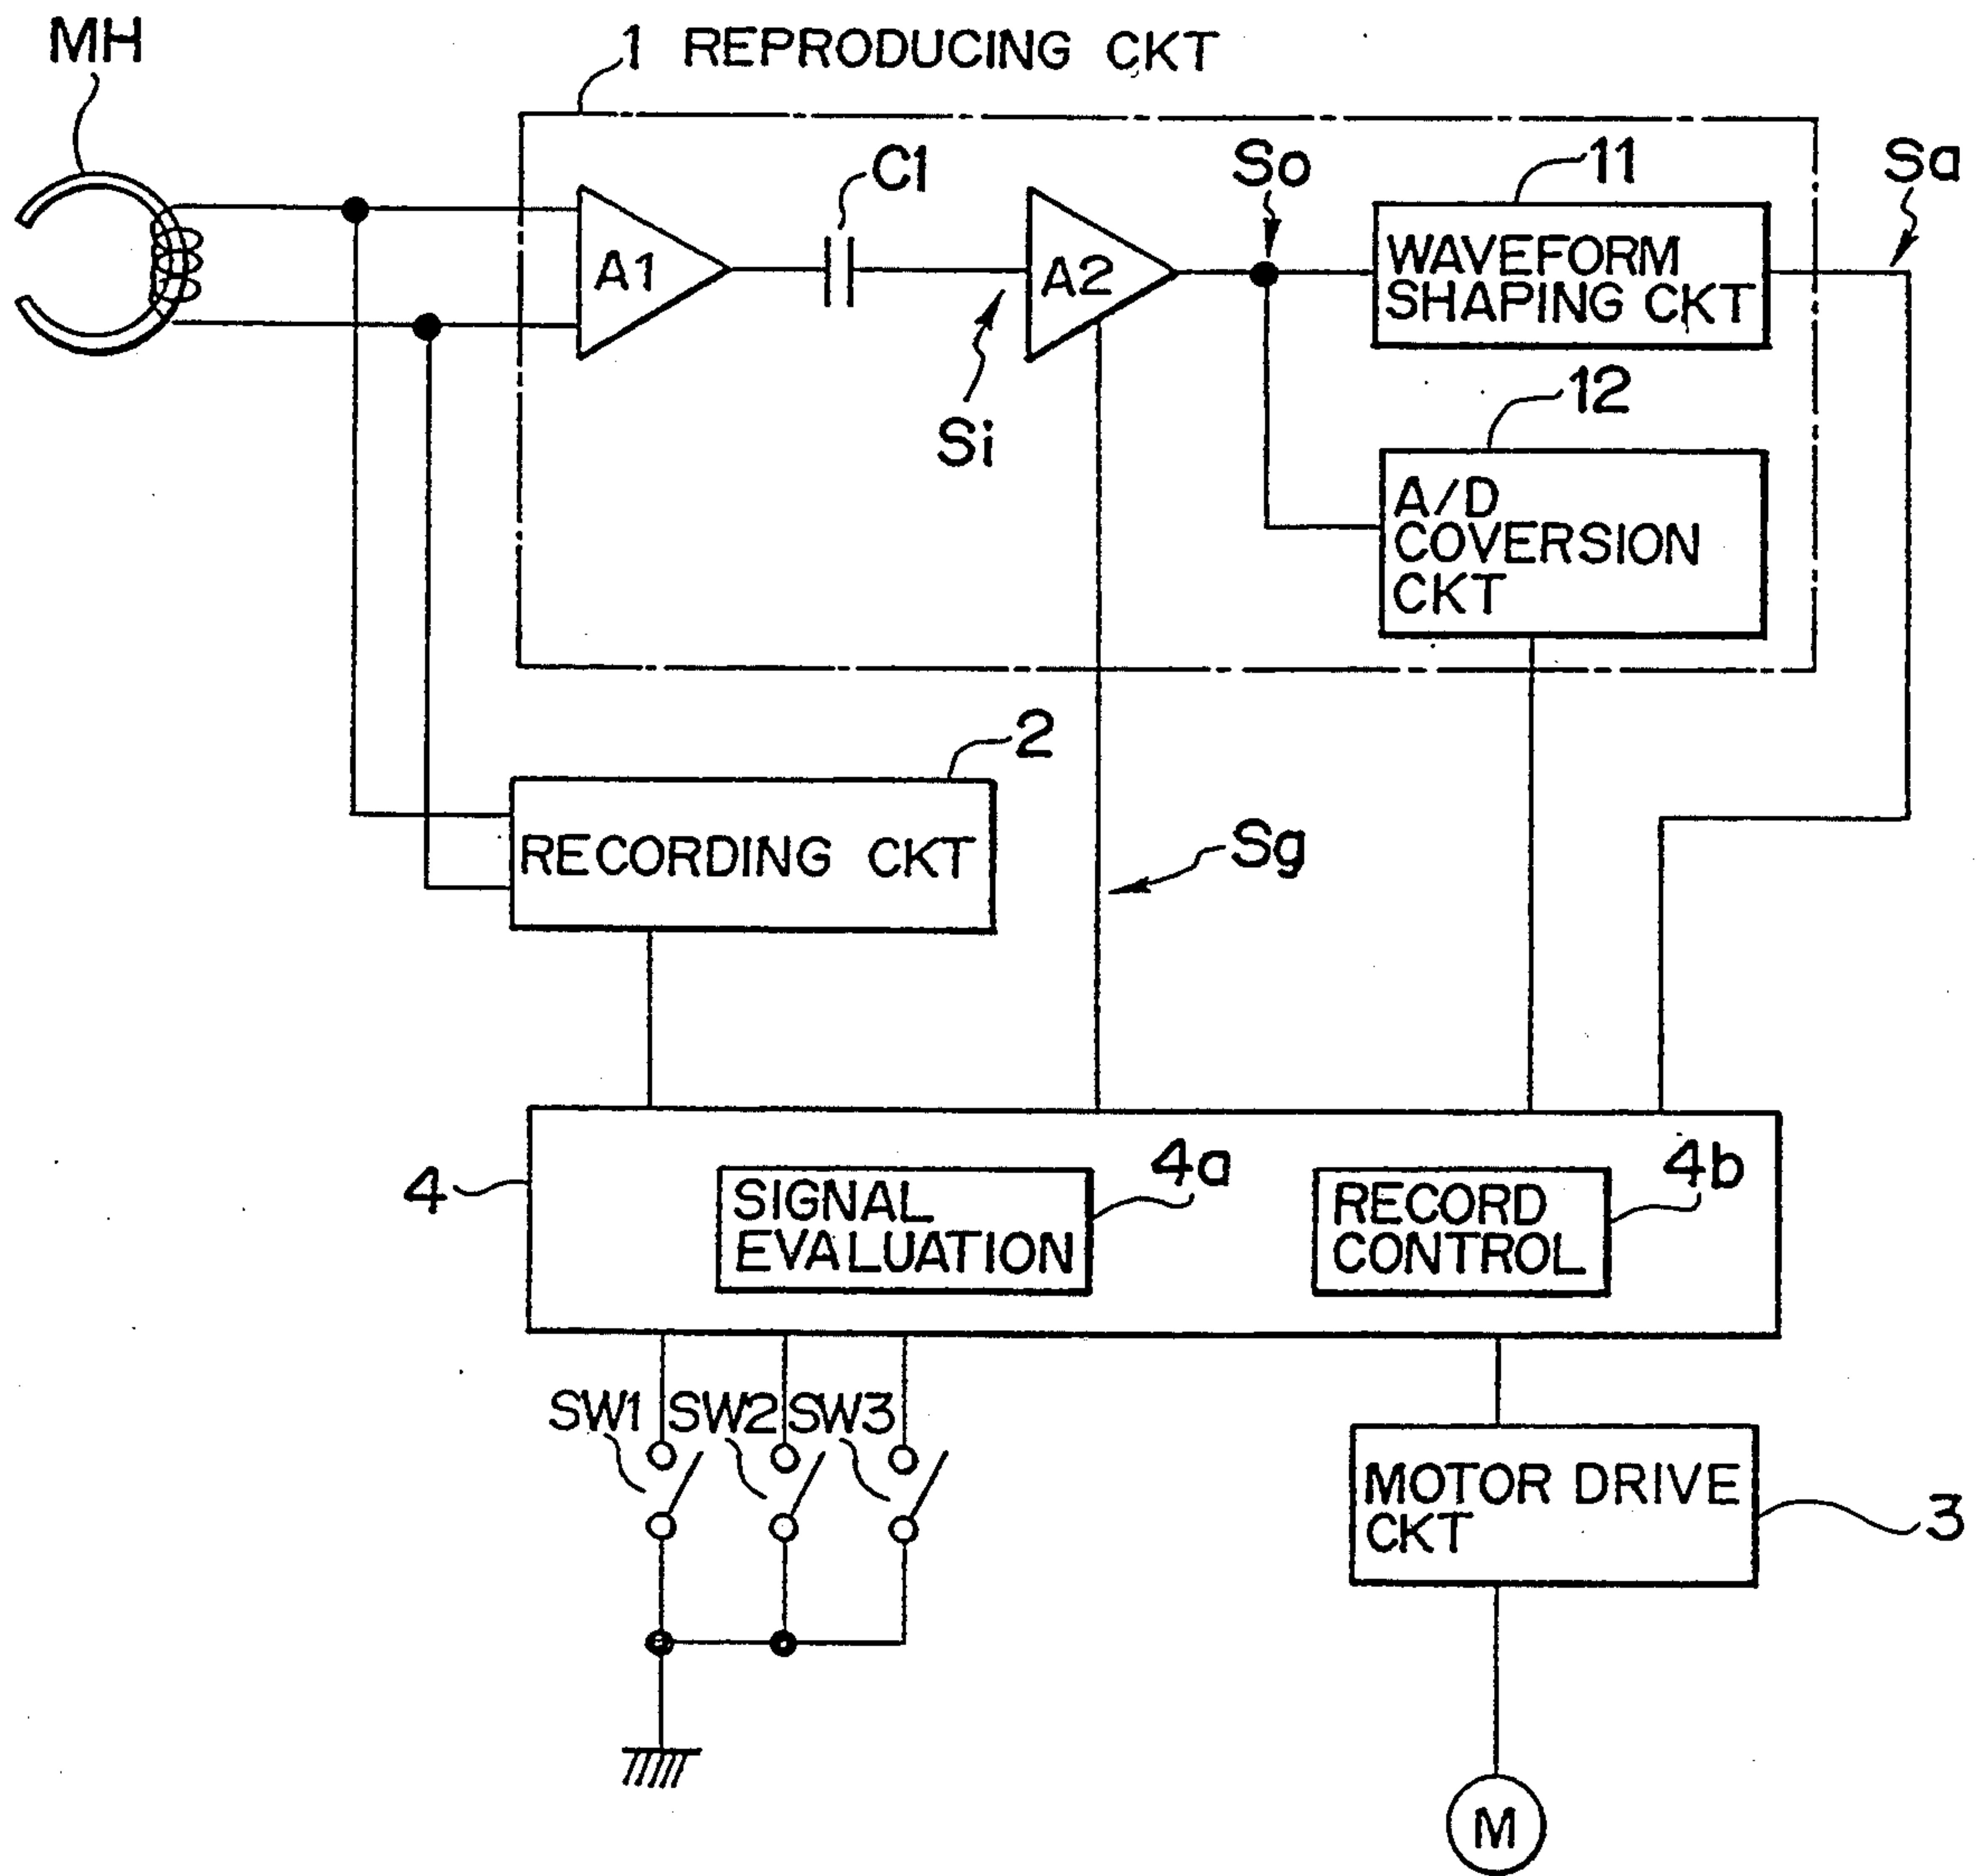 MH
1 REPRODUCING CKT
C1
So
11
Sa
A1
A2
WAVEFORM
SHAPING CKT
Si
12
A/D
COVERSION
CKT
2
RECORDING CKT
Sg
4
4a
SIGNAL
EVALUATION
4b
RECORD
CONTROL
SW1
SW2
SW3
MOTOR DRIVE
CKT
3
M